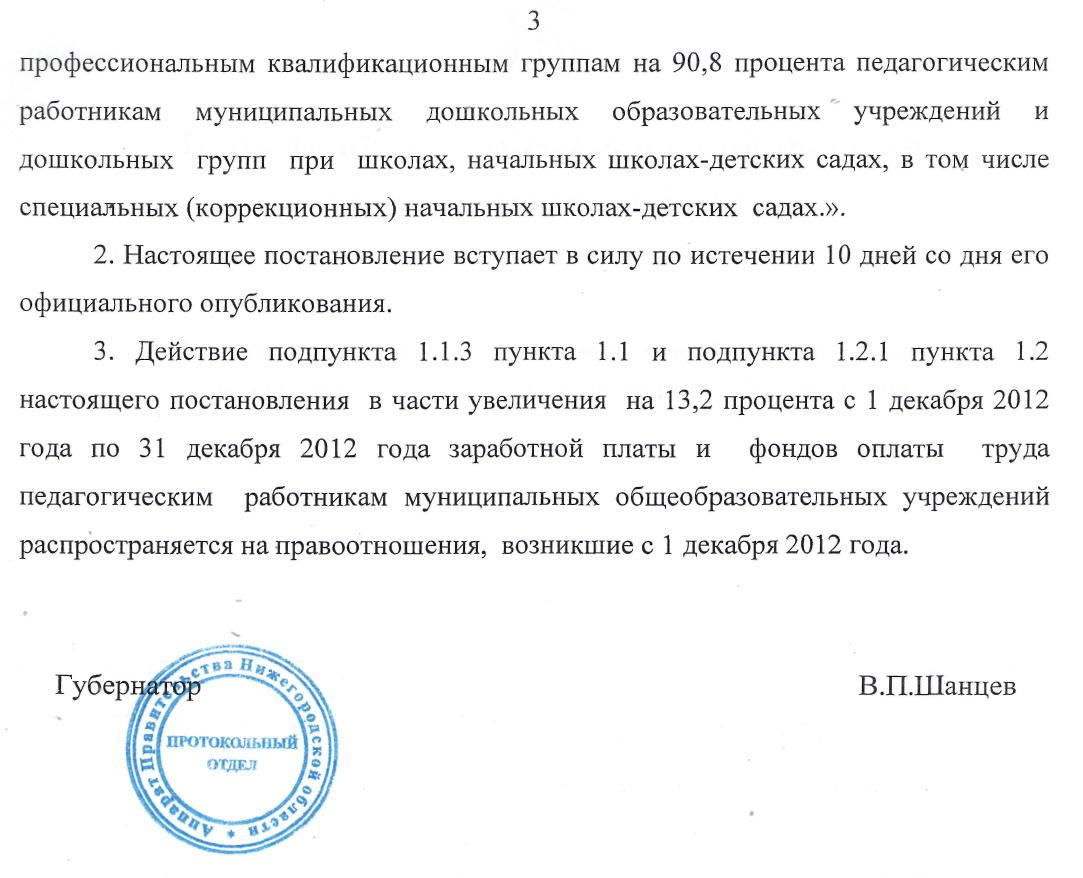 3
профессиональным квалификационным группам на 90,8 процента педагогическим
работникам муниципальных дошкольных образовательных учреждений и
дошкольных групп при школах, начальных школах-детских садах, в том числе
специальных (коррекционных) начальных школах-детских садах.».
2. Настоящее постановление вступает в силу по истечении 10 дней со дня его
официального опубликования.
3. Действие подпункта 1.1.3 пункта 1.1 и подпункта 1.2.1 пункта 1.2
настоящего постановления в части увеличения на 13,2 процента с 1 декабря 2012
года по 31 декабря 2012 года заработной платы и фондов оплаты труда
педагогическим работникам муниципальных общеобразовательных учреждений
распространяется на правоотношения, возникшие с 1 декабря 2012 года.
Губернатор В.П.Шанцев
Аппарат Правительства Нижегородской области *
ПРОТОКОЛЬНЫЙ
ОТДЕЛ